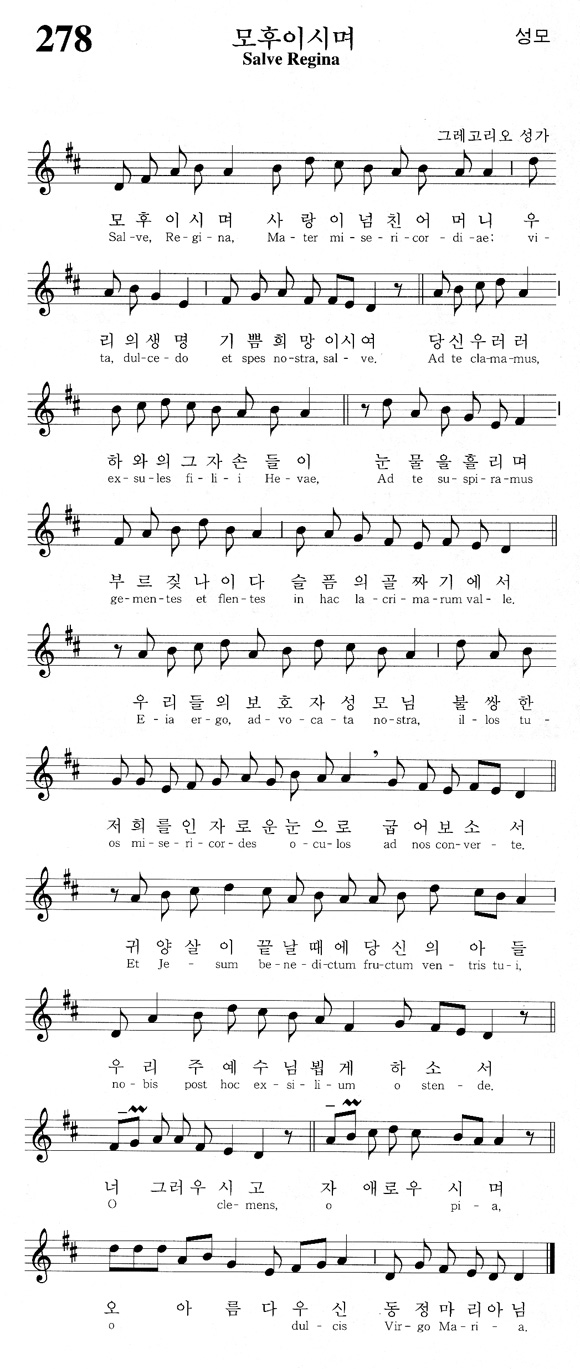 278 모후이시며 성모
Salve Regina
그레고리오 성가
모 후 이 시 며 사 랑 이 넘 친 어 머 니 우
Sal-ve, Re-gi-na, Ma-ter mi-se-ri-cor-di-ae; vi-
리 의 생 명 기 쁨 희 망 이시 여 당 신 우 러 러
ta, dul-ce-do et spes no-stra, sal-ve. Ad te cla-ma-mus,
하 와 의 그 자 손 들 이 눈 물 을 흘 리 며
ex-su-les fi-li-i He-vae, Ad te su-spi-ra-mus
부 르 짖 나 이 다 슬 픔 의 골 짜 기 에 서
ge-men-tes et flen-tes in hac la-cri-ma-rum val-le.
우 리 들 의 보 호 자 성 모 님 불 쌍 한
E-ia er-go, ad-vo-ca-ta no-stra, il-los tu-
저 희 를 인 자 로 운 눈 으 로 굽 어 보 소 서
os mi-se-ri-cor-des o-cu-los ad nos con-ver-te.
귀 양 살 이 끝 날 때 에 당 신 의 아 들
Et Je-sum be-ne-dictum fru-ctum ven-tris tu-i,
우 리 주 예 수 님 뵙 게 하 소 서
no-bis post hoc ex-si-li-um o sten-de.
너 그러 우 시 고 자 애 로 우 시 며
O cle-mens, o pi-a,
오 아 름 다 우 신 동 정 마 리 아 님
o dul-cis Vir-go Ma-ri-a.